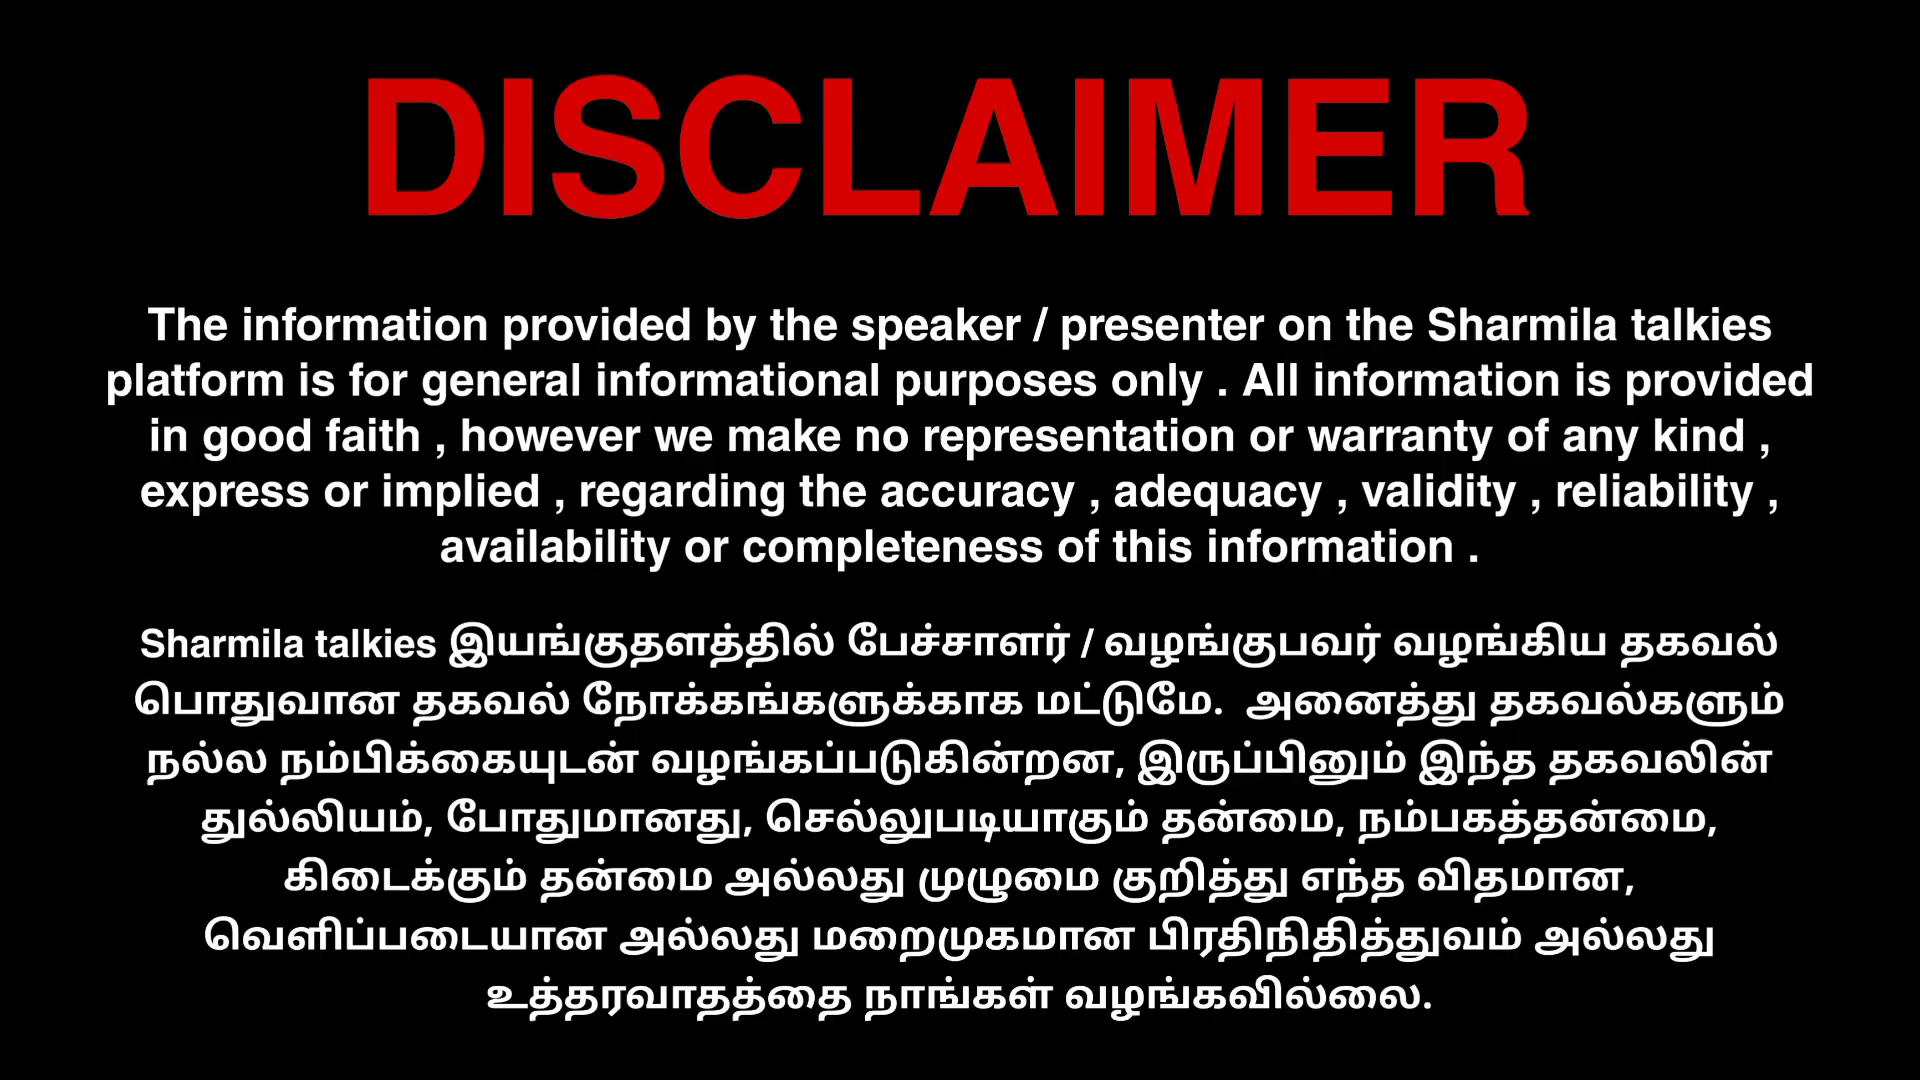 DISCLAIMER
The information provided by the speaker / presenter on the Sharmila talkies
platform is for general informational purposes only . All information is provided
in good faith , however we make no representation or warranty of any kind ,
express or implied , regarding the accuracy , adequacy , validity , reliability ,
availability or completeness of this information .
Sharmila talkies இயங்குதளத்தில் பேச்சாளர் / வழங்குபவர் வழங்கிய தகவல்
பொதுவான தகவல் நோக்கங்களுக்காக மட்டுமே.  அனைத்து தகவல்களும்
நல்ல நம்பிக்கையுடன் வழங்கப்படுகின்றன, இருப்பினும் இந்த தகவலின்
துல்லியம், போதுமானது, செல்லுபடியாகும் தன்மை, நம்பகத்தன்மை,
கிடைக்கும் தன்மை அல்லது முழுமை குறித்து எந்த விதமான,
வெளிப்படையான அல்லது மறைமுகமான பிரதிநிதித்துவம் அல்லது
உத்தரவாதத்தை நாங்கள் வழங்கவில்லை.